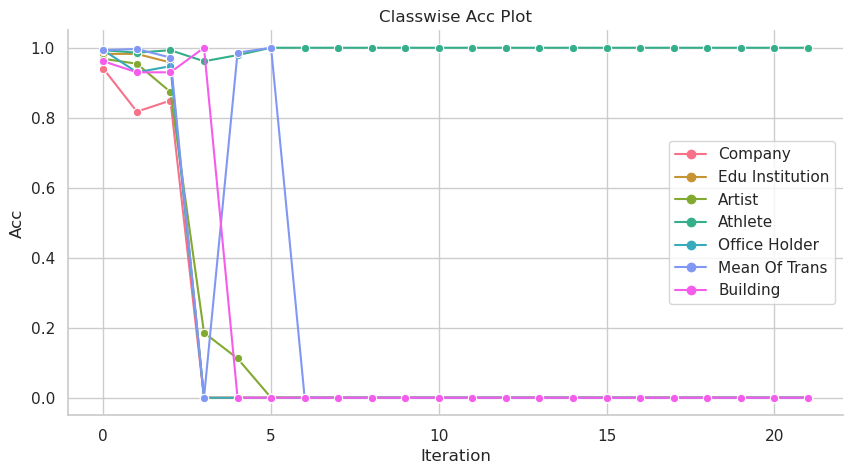 Classwise Acc Plot
1.0
0.8
0.6
0.4
0.2
0.0
Acc
Company
Edu Institution
Artist
Athlete
Office Holder
Mean Of Trans
Building
0 5 10 15 20
Iteration